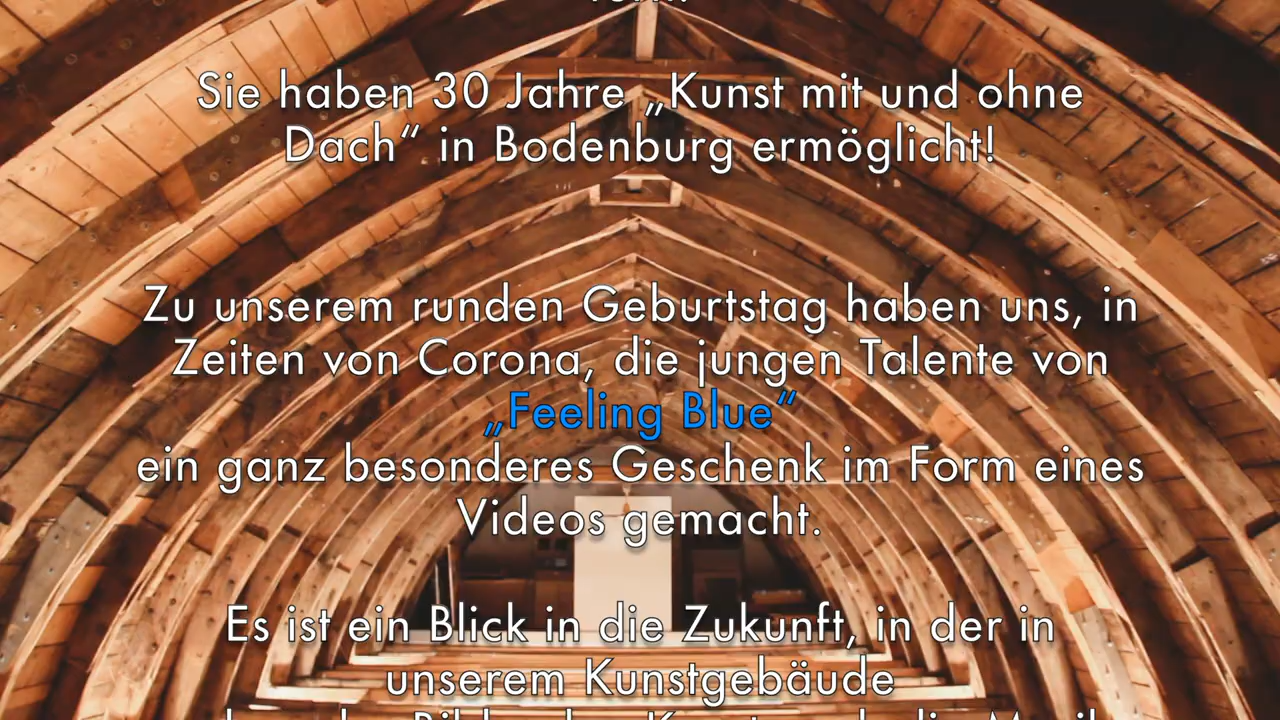 Sie haben 30 Jahre „Kunst mit und ohne
Dach“ in Bodenburg ermöglicht!
Zu unserem runden Geburtstag haben uns, in
Zeiten von Corona, die jungen Talente von
„Feeling Blue“
ein ganz besonderes Geschenk im Form eines
Videos gemacht.
Es ist ein Blick in die Zukunft, in der in
unserem Kunstgebäude